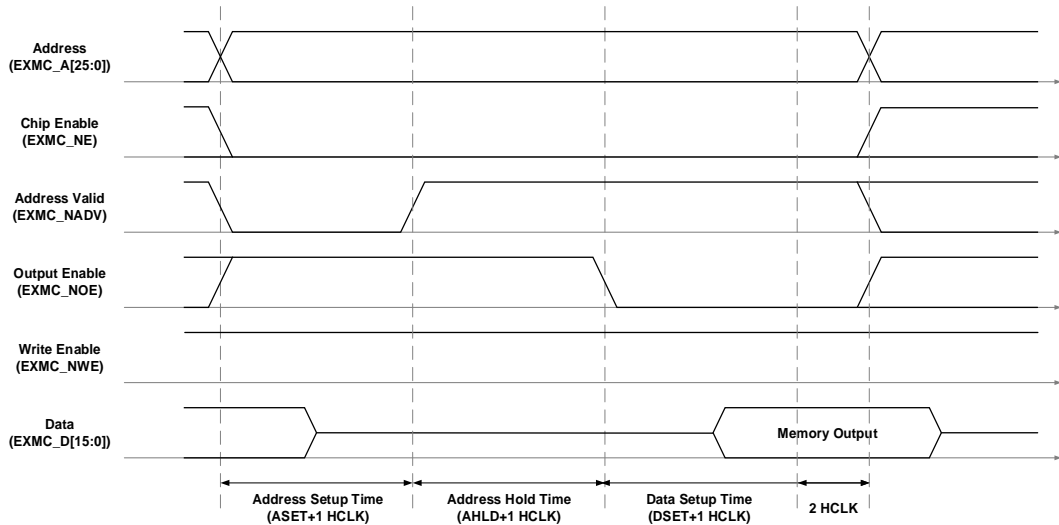 Address
(EXMC_A[25:0])
Chip Enable
(EXMC_NE)
Address Valid
(EXMC_NADV)
Output Enable
(EXMC_NOE)
Write Enable
(EXMC_NWE)
Data
(EXMC_D[15:0])
Memory Output
Address Setup Time
(ASET+1 HCLK)
Address Hold Time
(AHLD+1 HCLK)
Data Setup Time
(DSET+1 HCLK)
2 HCLK